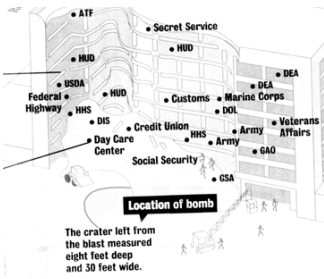 ATF
Secret Service
HUD
HUD
DEA
USDA
HUD
DEA
Federal
Highway
Customs
Marine Corps
HHS
DOL
DIS
Credit Union
Veterans
Affairs
Day Care
Center
HHS
Army
Army
GAO
Social Security
GSA
Location of bomb
The crater left from
the blast measured
eight feet deep
and 30 feet wide.